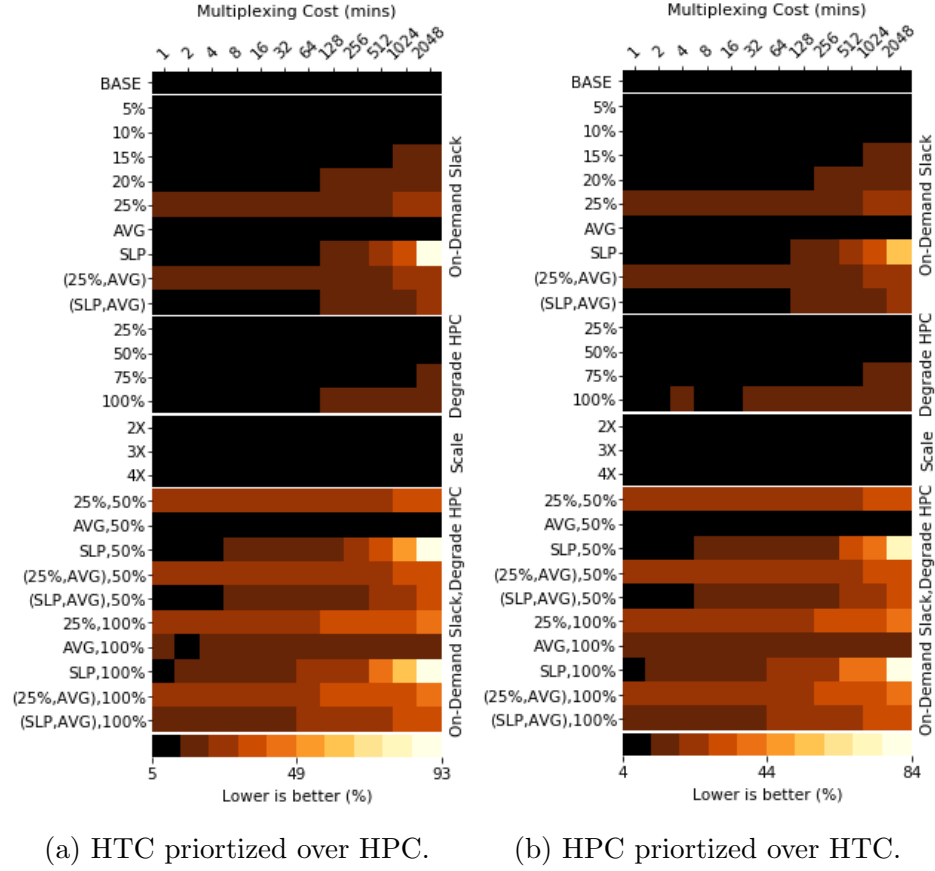 Multiplexing Cost (mins)
1 2 4 8 16 32 64 128 256 512 1024 2048
BASE
5%
10%
15%
20%
25%
AVG
SLP
(25%,AVG)
(SLP,AVG)
On-Demand Slack
25%
50%
75%
100%
Degrade HPC
2X
3X
4X
Scale
25%,50%
AVG,50%
SLP,50%
(25%,AVG),50%
(SLP,AVG),50%
25%,100%
AVG,100%
SLP,100%
(25%,AVG),100%
(SLP,AVG),100%
On-Demand Slack,Degrade HPC
5 49 93
Lower is better (%)
(a) HTC priortized over HPC.
Multiplexing Cost (mins)
1 2 4 8 16 32 64 128 256 512 1024 2048
BASE
5%
10%
15%
20%
25%
AVG
SLP
(25%,AVG)
(SLP,AVG)
On-Demand Slack
25%
50%
75%
100%
Degrade HPC
2X
3X
4X
Scale
25%,50%
AVG,50%
SLP,50%
(25%,AVG),50%
(SLP,AVG),50%
25%,100%
AVG,100%
SLP,100%
(25%,AVG),100%
(SLP,AVG),100%
On-Demand Slack,Degrade HPC
4 44 84
Lower is better (%)
(b) HPC priortized over HTC.